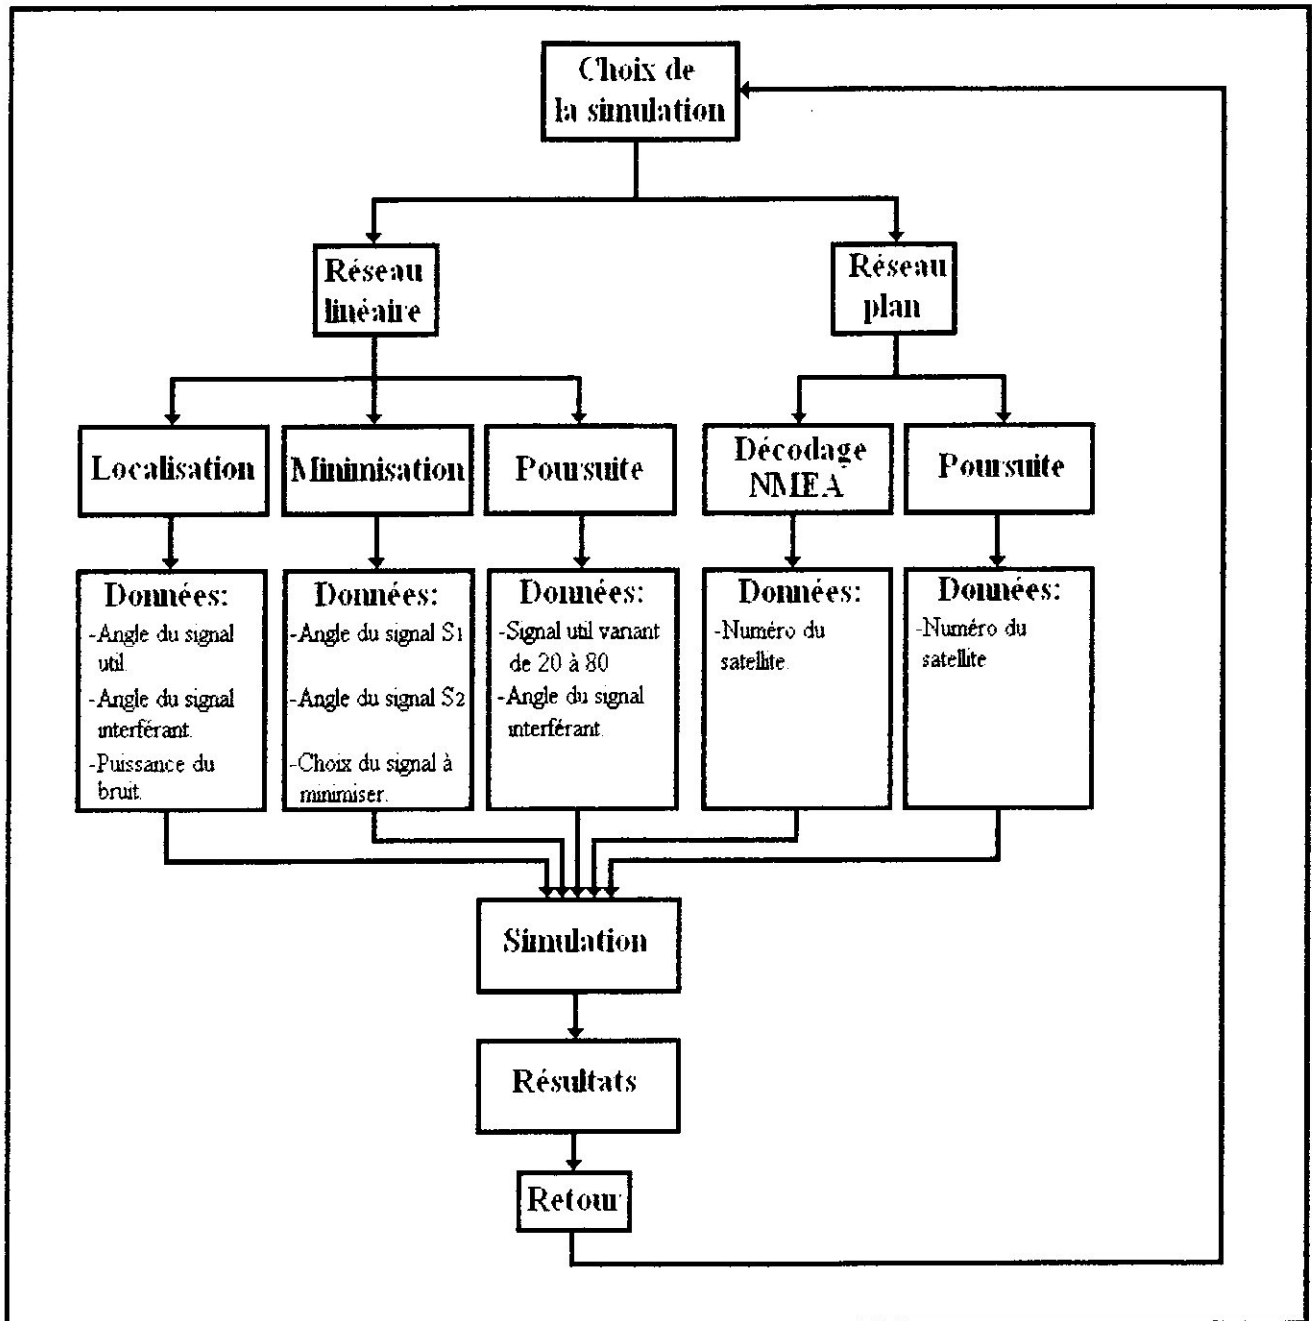 Choix de
la simulation
Réseau
linéaire
Réseau
plan
Localisation
Minimisation
Poursuite
Décodage
NMEA
Poursuite
Données:
-Angle du signal
util.
-Angle du signal
interférant.
-Puissance du
bruit.
Données:
-Angle du signal S1
-Angle du signal S2
-Choix du signal à
minimiser.
Données:
-Signal util variant
de 20 à 80
-Angle du signal
interférant.
Données:
-Numéro du
satellite.
Données:
-Numéro du
satellite
Simulation
Résultats
Retour